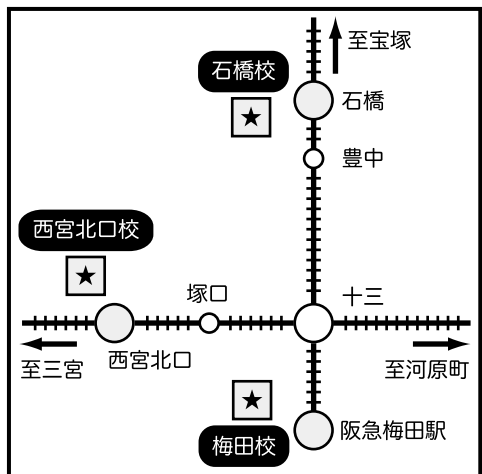 至宝塚
石橋校
石橋
豊中
西宮北口校
塚口
十三
西宮北口
至三宮
至河原町
阪急梅田駅
梅田校